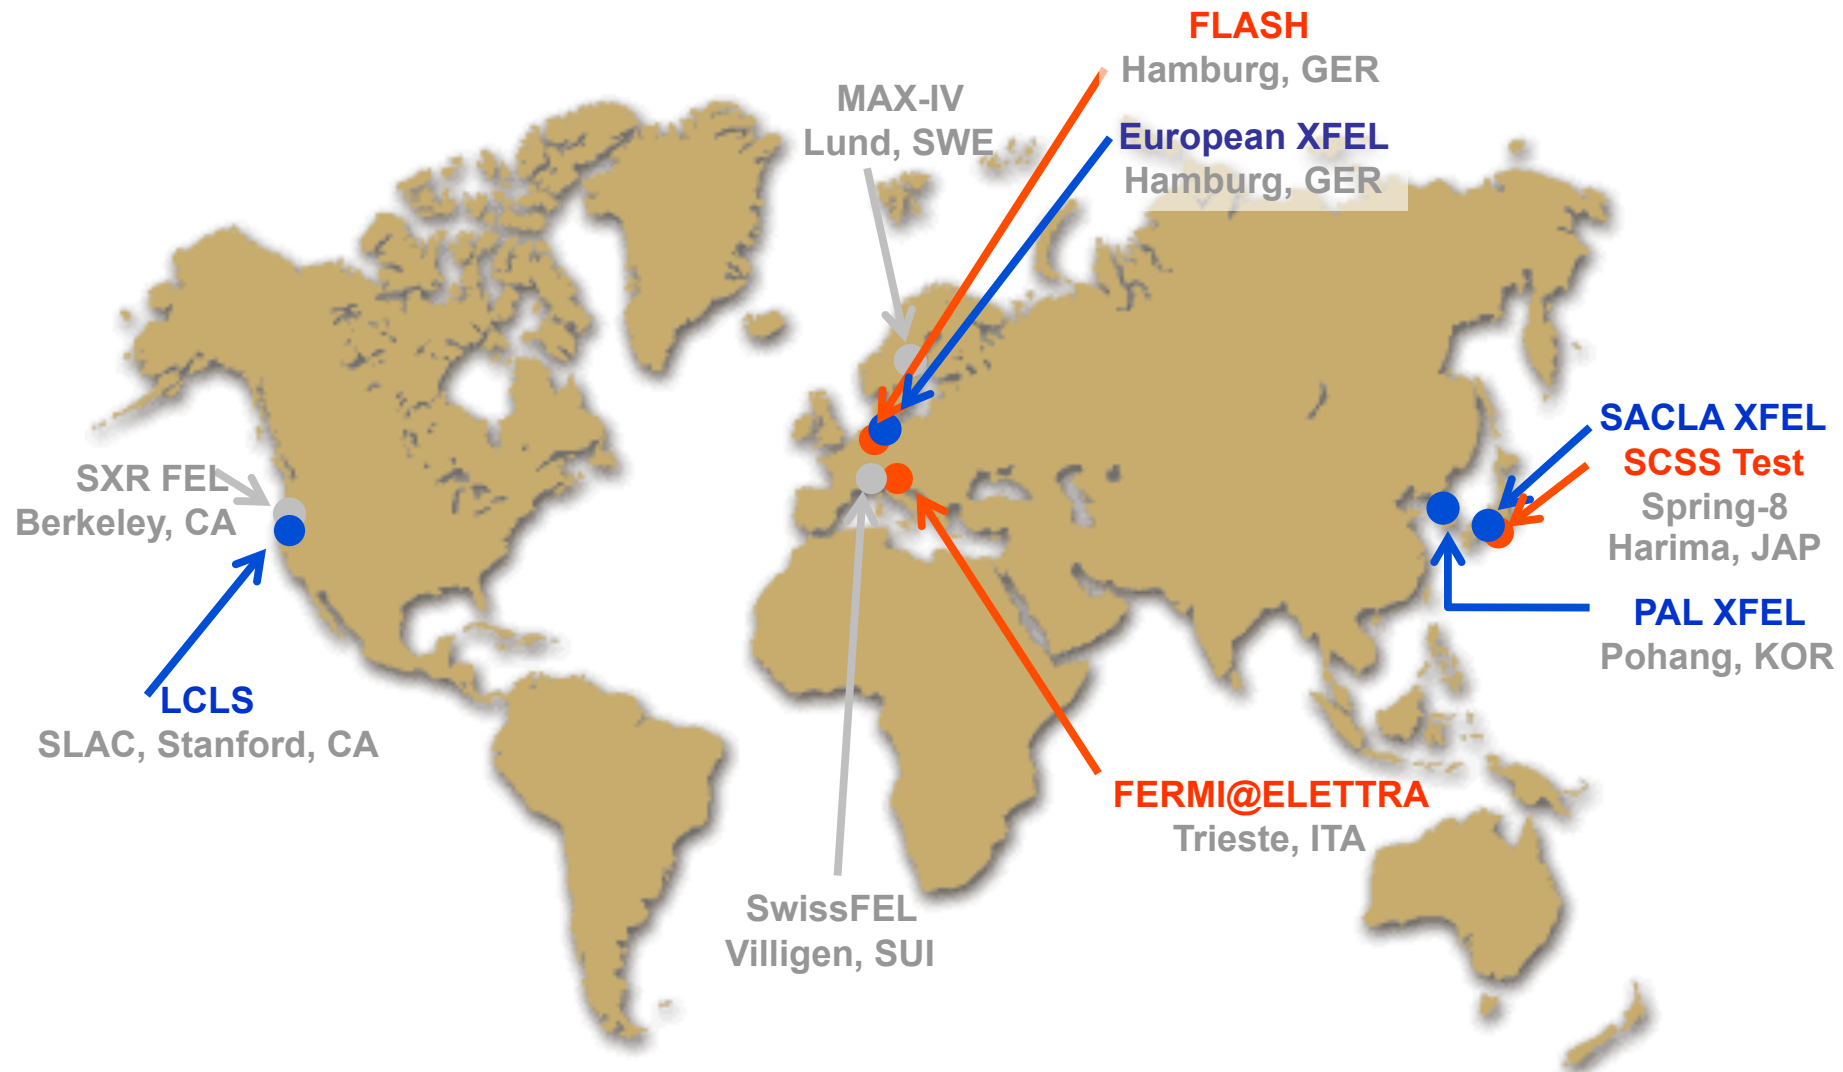 FLASH
Hamburg, GER
MAX-IV
Lund, SWE
European XFEL
Hamburg, GER
SXR FEL
Berkeley, CA
SACLA XFEL
SCSS Test
Spring-8
Harima, JAP
PAL XFEL
Pohang, KOR
LCLS
SLAC, Stanford, CA
FERMI@ELETTRA
Trieste, ITA
SwissFEL
Villigen, SUI